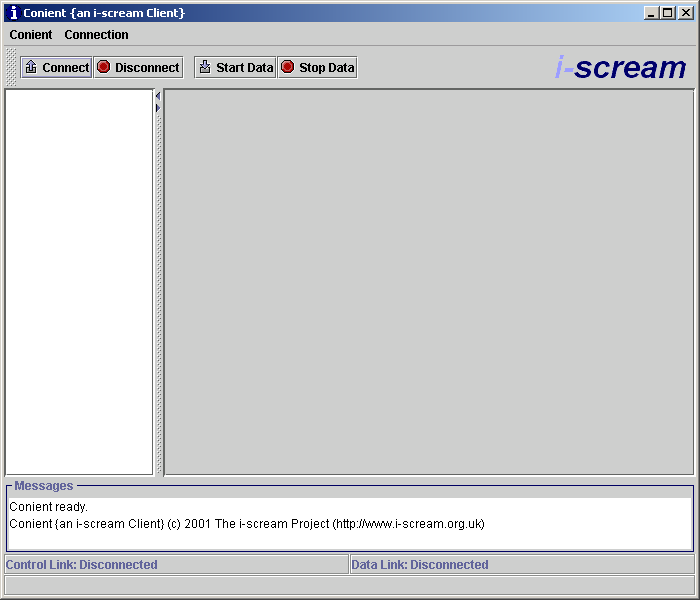 Conient {an i-scream Client}
Conient Connection
Connect Disconnect Start Data Stop Data i-scream
Messages
Conient ready.
Conient {an i-scream Client} (c) 2001 The i-scream Project (http://www.i-scream.org.uk)
Control Link: Disconnected Data Link: Disconnected